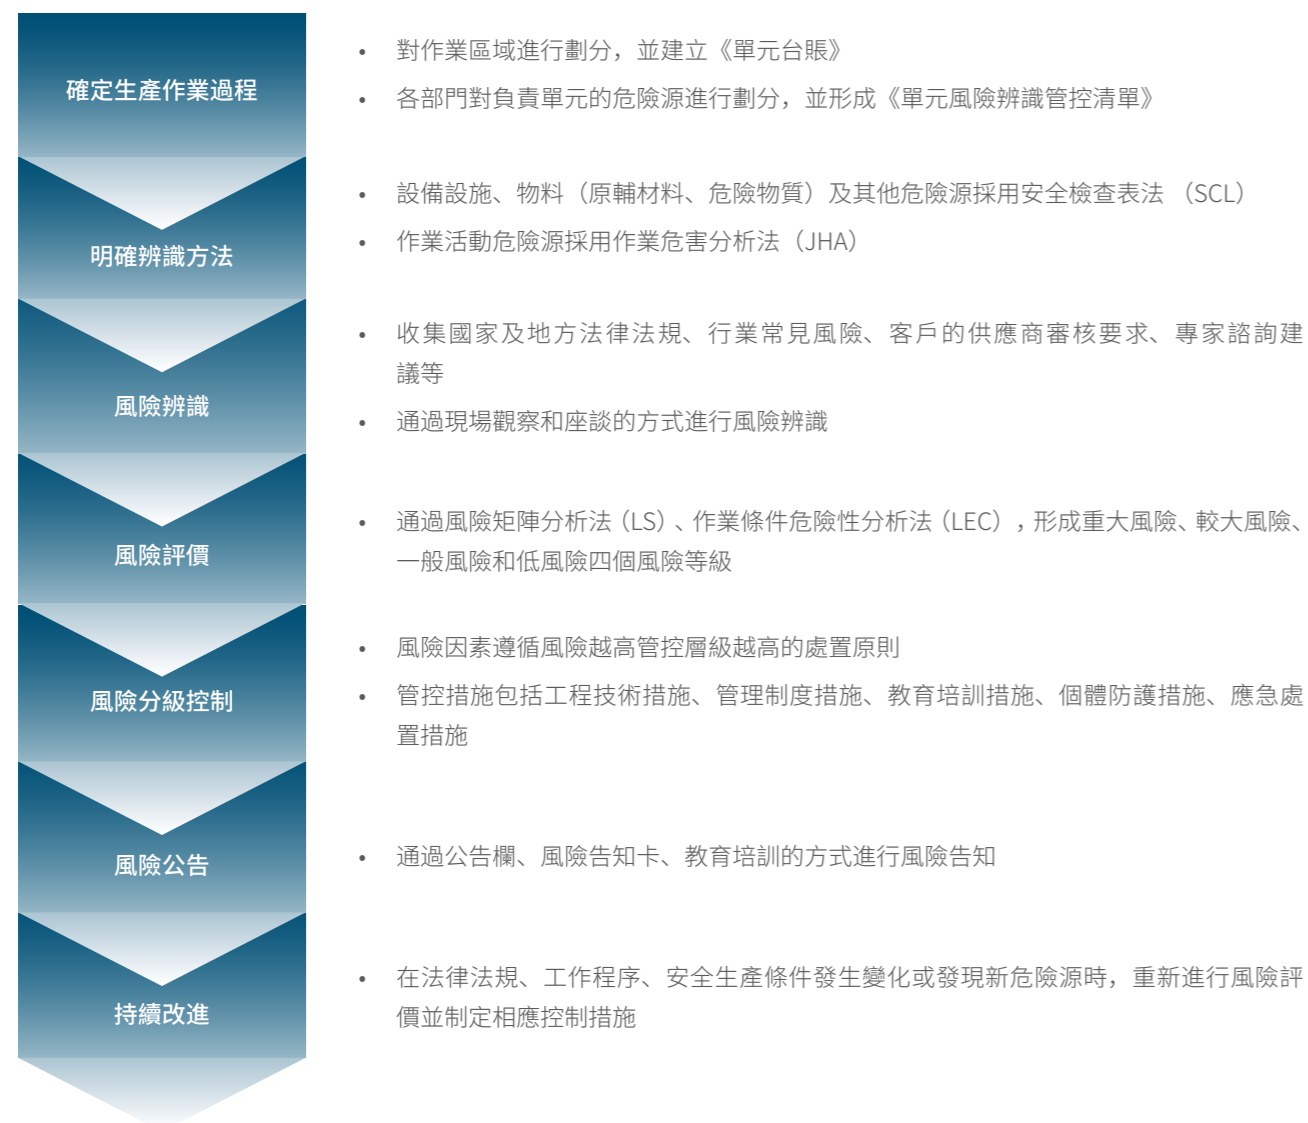 確定生產作業過程
• 對作業區域進行劃分，並建立《單元台賬》
• 各部門對負責單元的危險源進行劃分，並形成《單元風險辨識管控清單》
明確辨識方法
• 設備設施、物料（原輔材料、危險物質）及其他危險源採用安全檢查表法 （SCL）
• 作業活動危險源採用作業危害分析法（JHA）
風險辨識
• 收集國家及地方法律法規、行業常見風險、客戶的供應商審核要求、專家諮詢建
議等
• 通過現場觀察和座談的方式進行風險辨識
風險評價
• 通過風險矩陣分析法（LS）、作業條件危險性分析法（LEC），形成重大風險、較大風險、
一般風險和低風險四個風險等級
風險分級控制
• 風險因素遵循風險越高管控層級越高的處置原則
• 管控措施包括工程技術措施、管理制度措施、教育培訓措施、個體防護措施、應急處
置措施
風險公告
• 通過公告欄、風險告知卡、教育培訓的方式進行風險告知
持續改進
• 在法律法規、工作程序、安全生產條件發生變化或發現新危險源時，重新進行風險評
價並制定相應控制措施